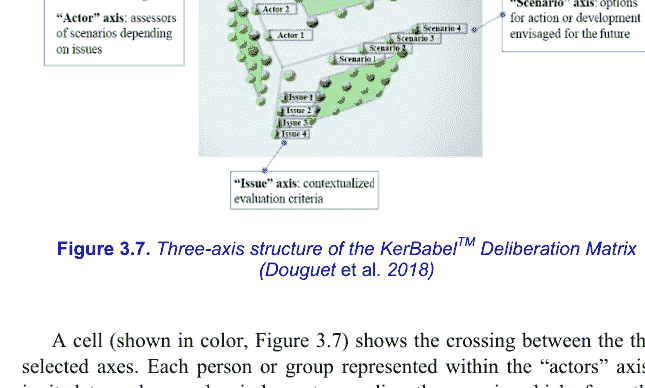 Actor 2
"Scenario" axis: options
"Actor" axis: assessors
of scenarios depending
on issues
for action or development
envisaged for the future
Actor 1
Scenario 4
Scenario 3
Scenario 2
Scenario 1
Issue 1
Issue 2
Issue 3
Issue 4
"Issue" axis: contextualized
evaluation criteria
Figure 3.7. Three-axis structure of the KerBabel™ Deliberation Matrix
(Douguet et al. 2018)
A cell (shown in color, Figure 3.7) shows the crossing between the th
selected axes. Each person or group represented within the "actors" axis